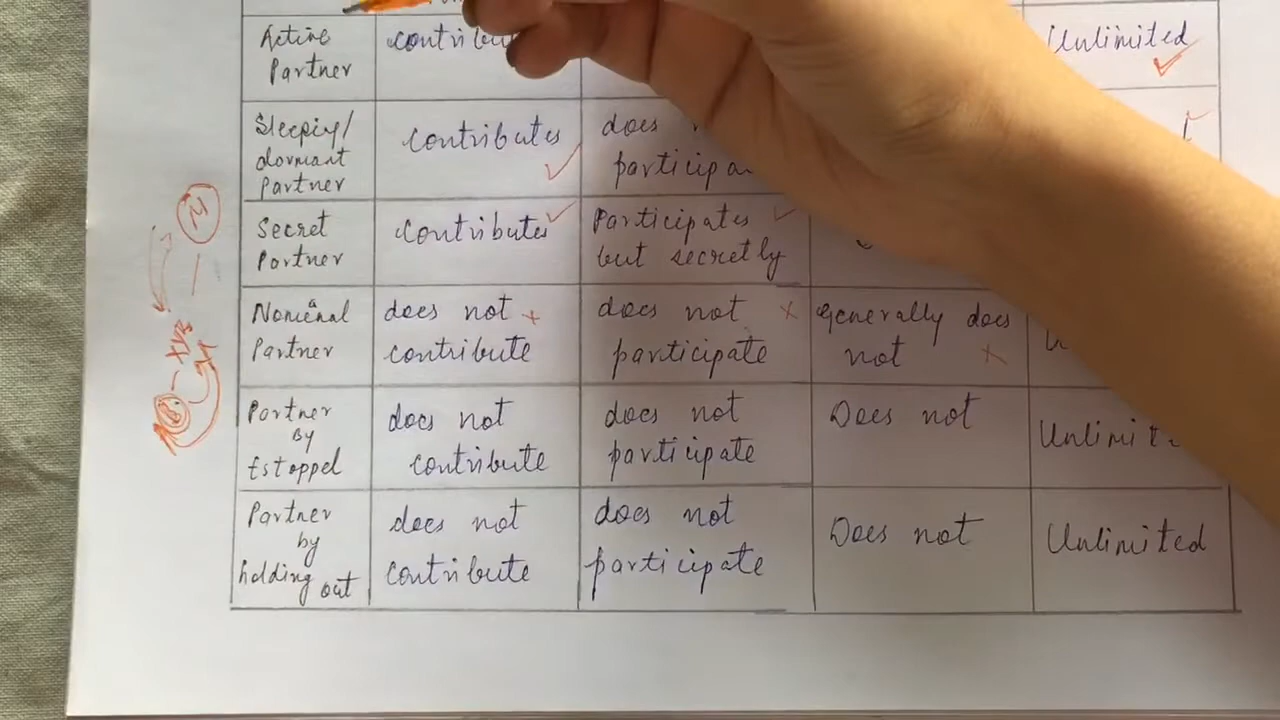 Active
Partner
Unlimited
Sleeping/
dormant
partner
contributes
does
Secret
Partner
contributes
Participates
but secretly
Nominal
Partner
does not
contribute
does not
participate
generally does
not
Partner
By
Estoppel
does not
contribute
does not
participate
Does not
Partner
by
holding out
does not
contribute
does not
participate
Does not
Unlimited